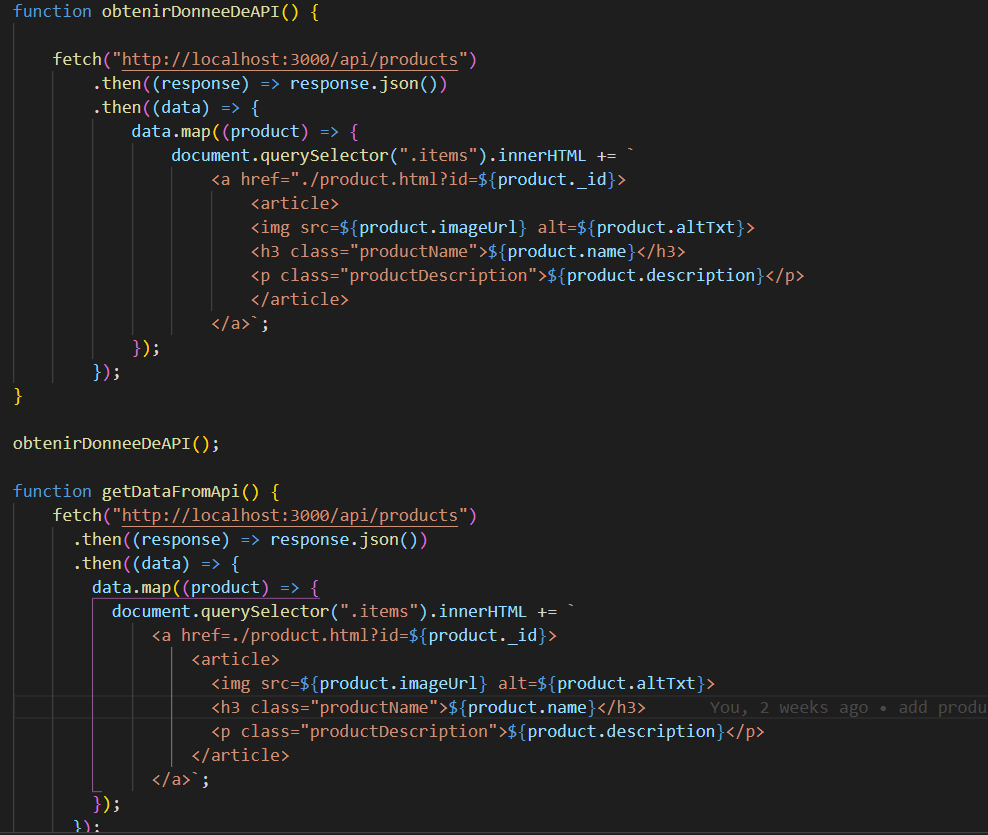 function obtenirDonneeDeAPI() {
fetch("http://localhost:3000/api/products")
.then((response) => response.json())
.then((data) => {
data.map((product) => {
document.querySelector(".items").innerHTML += `
<a href="./product.html?id=${product._id}>
<article>
<img src=${product.imageUrl} alt=${product.altTxt}>
<h3 class="productName">${product.name}</h3>
<p class="productDescription">${product.description}</p>
</article>
</a>`;
});
});
}
obtenirDonneeDeAPI();
function getDataFromApi() {
fetch("http://localhost:3000/api/products")
.then((response) => response.json())
.then((data) => {
data.map((product) => {
document.querySelector(".items").innerHTML += `
<a href=./product.html?id=${product._id}>
<article>
<img src=${product.imageUrl} alt=${product.altTxt}>
<h3 class="productName">${product.name}</h3> You, 2 weeks ago • add produ
<p class="productDescription">${product.description}</p>
</article>
</a>`;
});
});